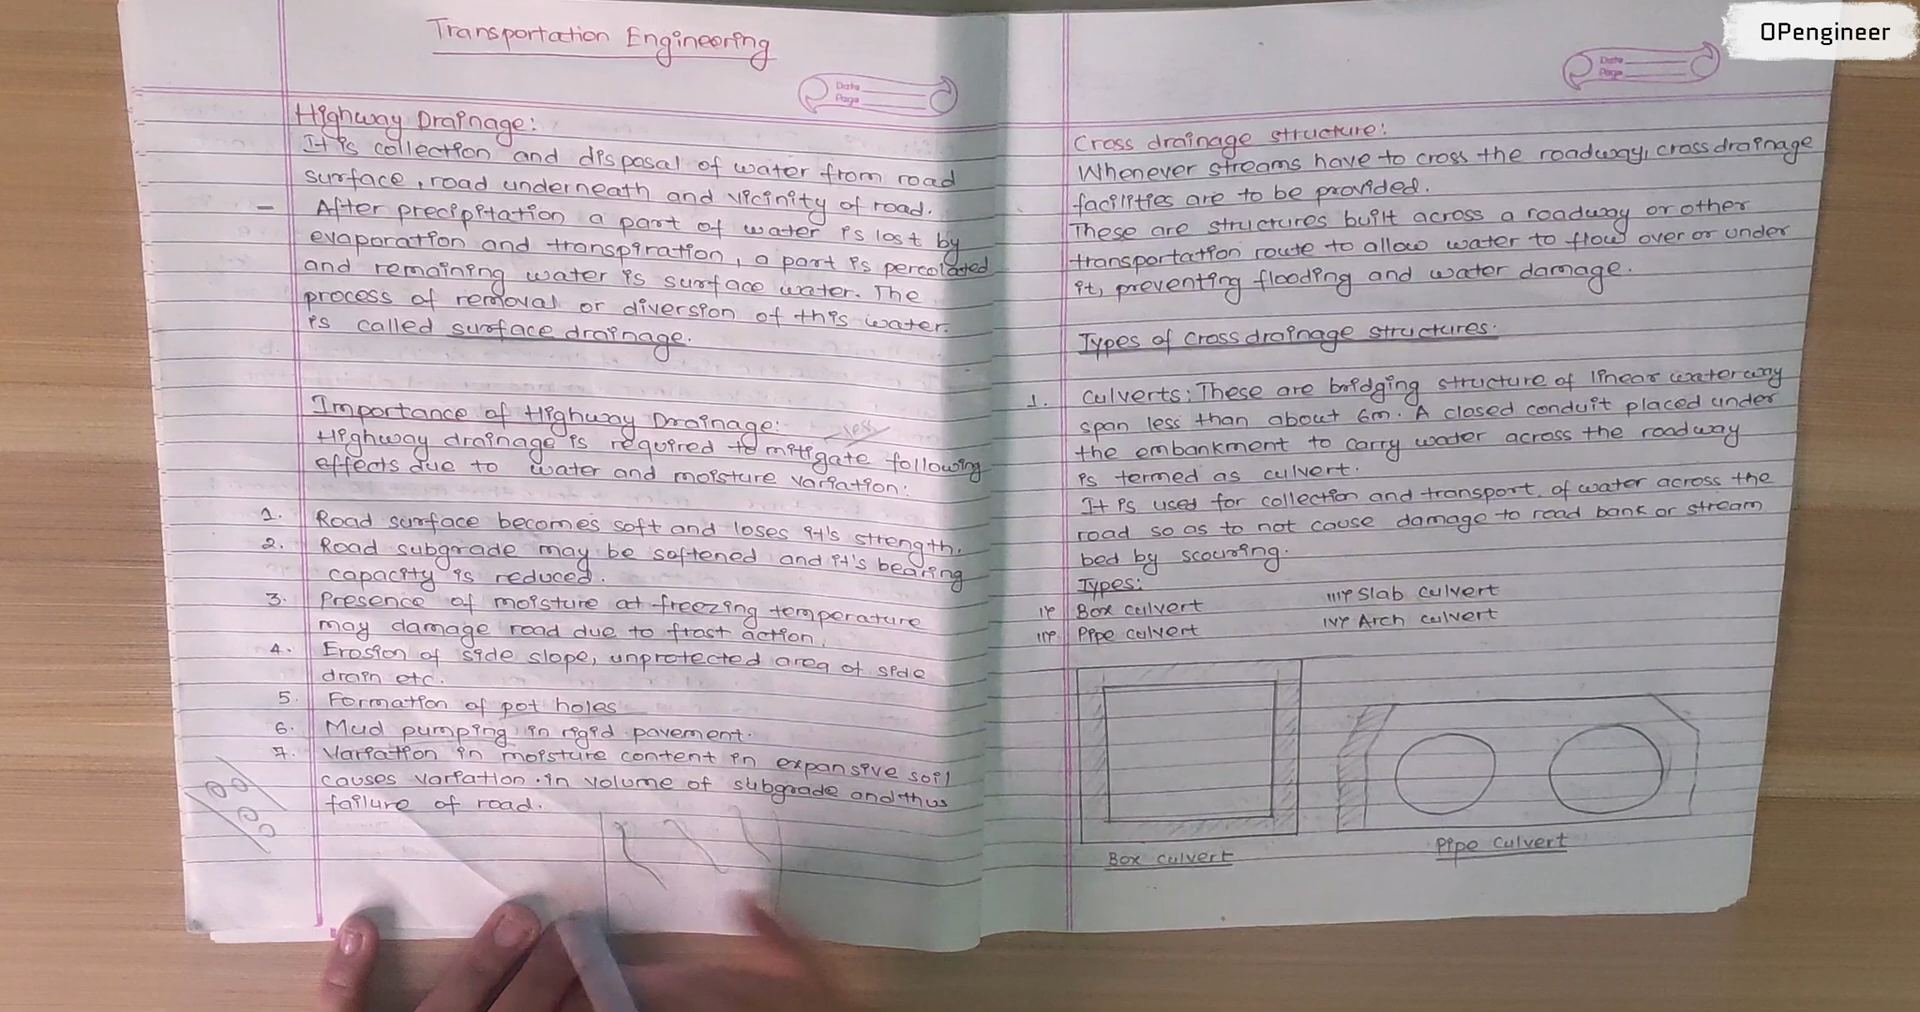 OPengineer
Transportation Engineering
Date
Page
Highway Drainage:
It is collection and disposal of water from road
surface, road underneath and vicinity of road.
- After precipitation a part of water is lost by
evaporation and transpiration, a part is percolated
and remaining water is surface water. The
process of removal or diversion of this water
is called surface drainage.
Importance of Highway Drainage:
Highway drainage is required to mitigate following
effects due to water and moisture variation:
1. Road surface becomes soft and loses it's strength.
2. Road subgrade may be softened and it's bearing
capacity is reduced.
3. Presence of moisture at freezing temperature
may damage road due to frost action.
4. Erosion of side slope, unprotected area of side
drain etc.
5. Formation of pot holes
6. Mud pumping in rigid pavement.
7. Variation in moisture content in expansive soil
causes variation in volume of subgrade and thus
failure of road.
Date
Page
Cross drainage structure:
Whenever streams have to cross the roadway, cross drainage
facilities are to be provided.
These are structures built across a roadway or other
transportation route to allow water to flow over or under
it, preventing flooding and water damage.
Types of cross drainage structures.
1. Culverts: These are bridging structure of linear waterway
span less than about 6m. A closed conduit placed under
the embankment to carry water across the roadway
is termed as culvert.
It is used for collection and transport of water across the
road so as to not cause damage to road bank or stream
bed by scouring.
Types:
i) Box culvert iii) Slab culvert
ii) Pipe culvert iv) Arch culvert
Box culvert
Pipe culvert